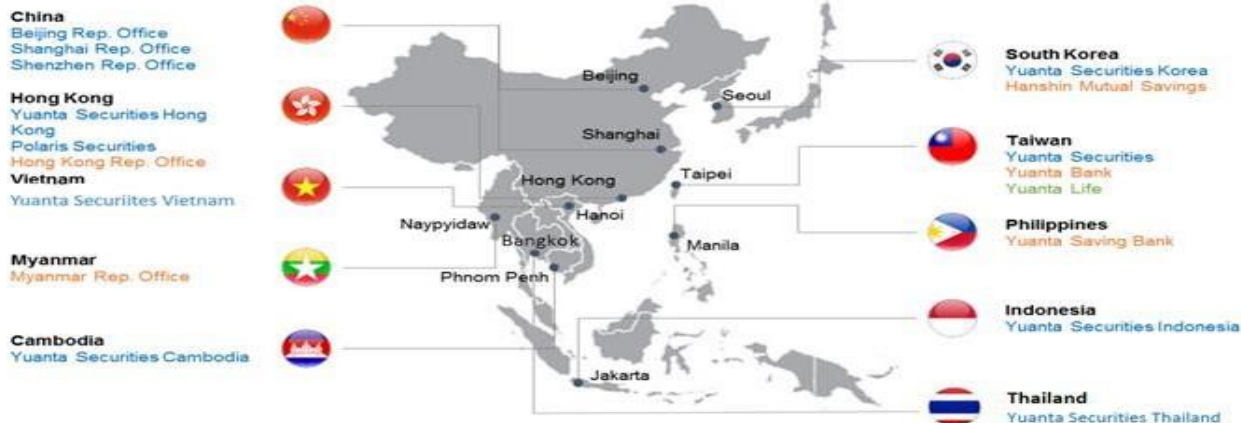 China
Beijing Rep. Office
Shanghai Rep. Office
Shenzhen Rep. Office
Hong Kong
Yuanta Securities Hong
Kong
Polaris Securities
Hong Kong Rep. Office
Vietnam
Yuanta Securiites Vietnam
Myanmar
Myanmar Rep. Office
Cambodia
Yuanta Securities Cambodia
Beijing
Seoul
Shanghai
Taipei
Hong Kong
Hanoi
Naypyidaw
Bangkok
Manila
Phnom Penh
Jakarta
South Korea
Yuanta Securities Korea
Hanshin Mutual Savings
Taiwan
Yuanta Securities
Yuanta Bank
Yuanta Life
Philippines
Yuanta Saving Bank
Indonesia
Yuanta Securities Indonesia
Thailand
Yuanta Securities Thailand